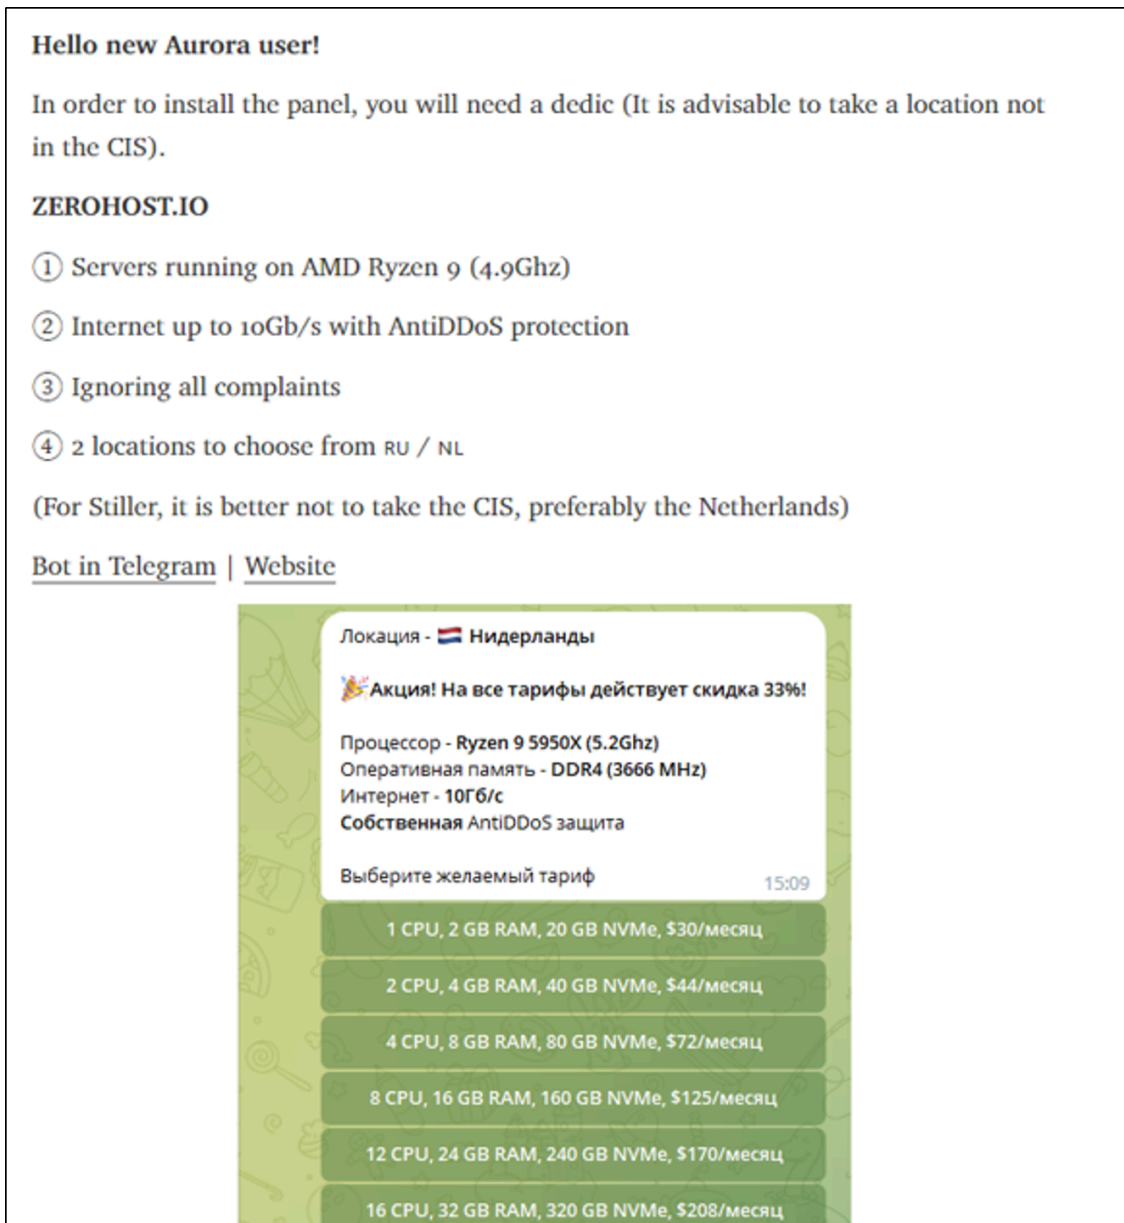 Hello new Aurora user!
In order to install the panel, you will need a dedic (It is advisable to take a location not
in the CIS).
ZEROHOST.IO
① Servers running on AMD Ryzen 9 (4.9Ghz)
② Internet up to 10Gb/s with AntiDDoS protection
③ Ignoring all complaints
④ 2 locations to choose from RU / NL
(For Stiller, it is better not to take the CIS, preferably the Netherlands)
Bot in Telegram | Website
Локация - 🇳🇱 Нидерланды
🎉Акция! На все тарифы действует скидка 33%!
Процессор - Ryzen 9 5950X (5.2Ghz)
Оперативная память - DDR4 (3666 MHz)
Интернет - 10Гб/с
Собственная AntiDDoS защита
Выберите желаемый тариф
15:09
1 CPU, 2 GB RAM, 20 GB NVMe, $30/месяц
2 CPU, 4 GB RAM, 40 GB NVMe, $44/месяц
4 CPU, 8 GB RAM, 80 GB NVMe, $72/месяц
8 CPU, 16 GB RAM, 160 GB NVMe, $125/месяц
12 CPU, 24 GB RAM, 240 GB NVMe, $170/месяц
16 CPU, 32 GB RAM, 320 GB NVMe, $208/месяц